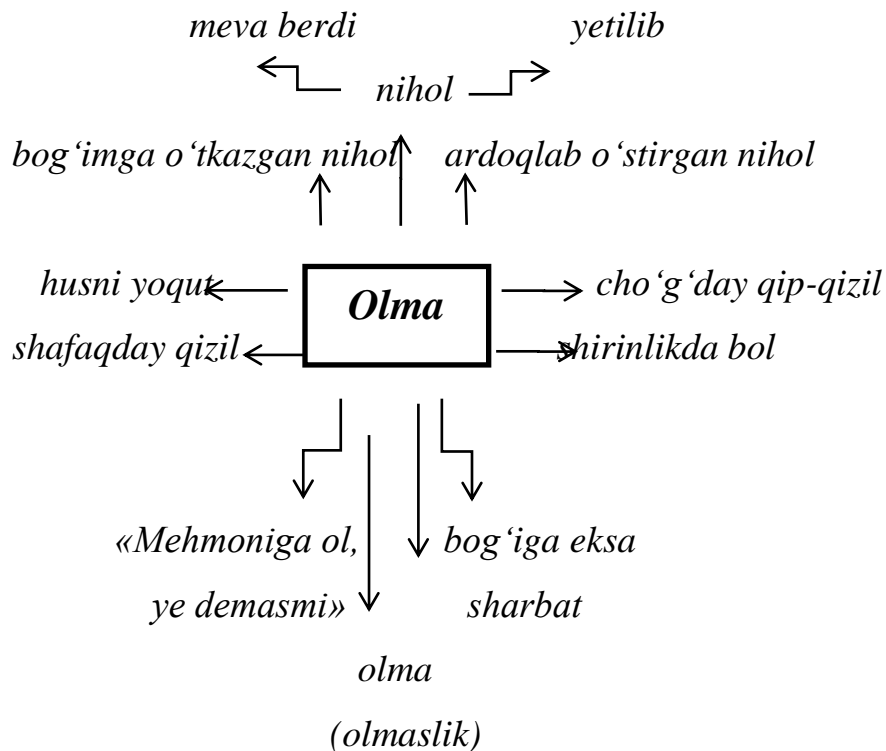 meva berdi yetilib
nihol
bog‘imga o‘tkazgan nihol ardoqlab o‘stirgan nihol
husni yoqut Olma cho‘g‘day qip-qizil
shafaqday qizil shirinlikda bol
«Mehmoniga ol, bog‘iga eksa
ye demasmi» sharbat
olma
(olmaslik)